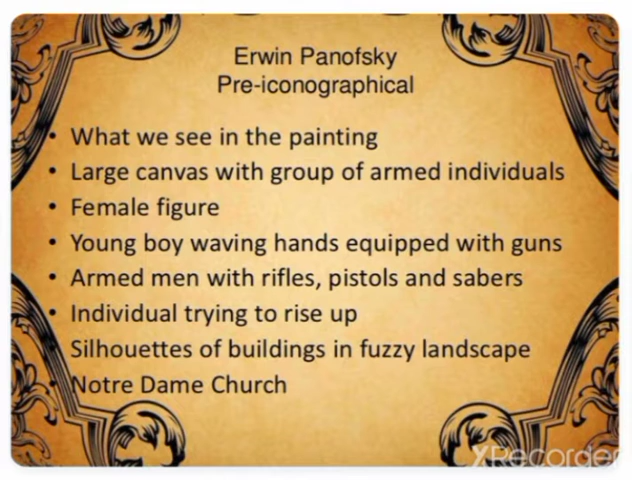 Erwin Panofsky
Pre-iconographical
• What we see in the painting
• Large canvas with group of armed individuals
• Female figure
• Young boy waving hands equipped with guns
• Armed men with rifles, pistols and sabers
• Individual trying to rise up
Silhouettes of buildings in fuzzy landscape
• Notre Dame Church
XRecorder